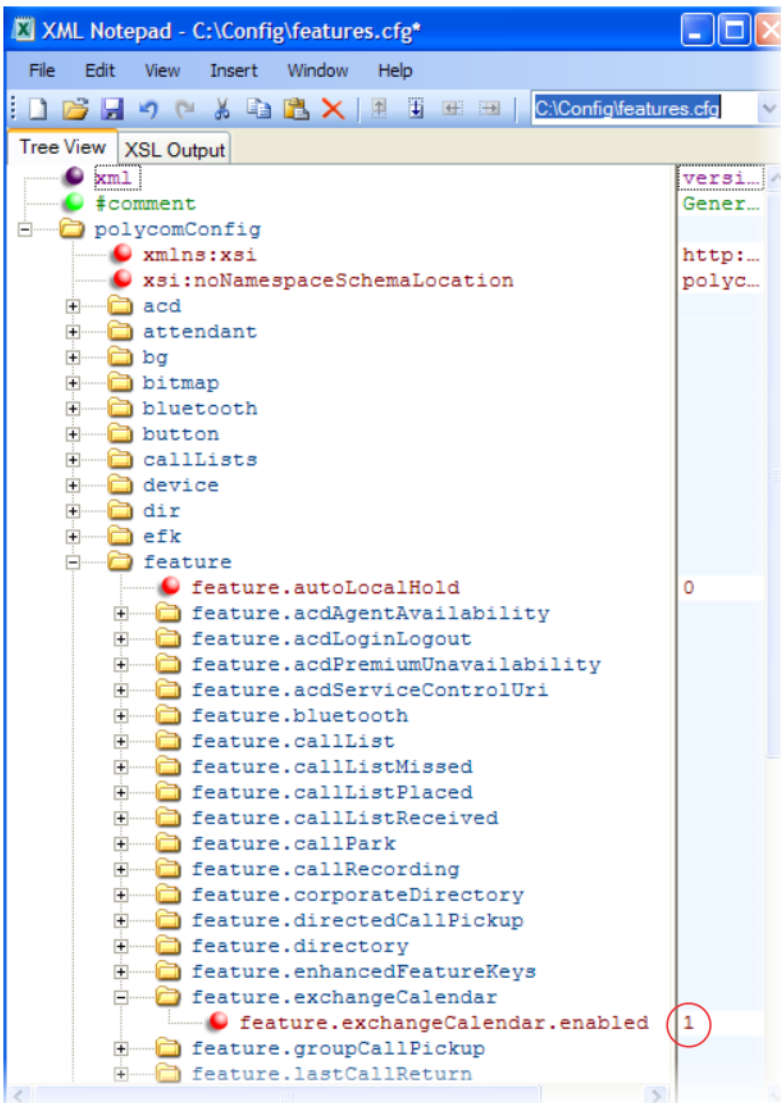 XML Notepad - C:\Config\features.cfg*
File Edit View Insert Window Help
C:\Config\features.cfg
Tree View XSL Output
xml versi...
#comment Gener...
polycomConfig
xmlns:xsi http:...
xsi:noNamespaceSchemaLocation polyc...
acd
attendant
bg
bitmap
bluetooth
button
callLists
device
dir
efk
feature
feature.autoLocalHold 0
feature.acdAgentAvailability
feature.acdLoginLogout
feature.acdPremiumUnavailability
feature.acdServiceControlUri
feature.bluetooth
feature.callList
feature.callListMissed
feature.callListPlaced
feature.callListReceived
feature.callPark
feature.callRecording
feature.corporateDirectory
feature.directedCallPickup
feature.directory
feature.enhancedFeatureKeys
feature.exchangeCalendar
feature.exchangeCalendar.enabled 1
feature.groupCallPickup
feature.lastCallReturn